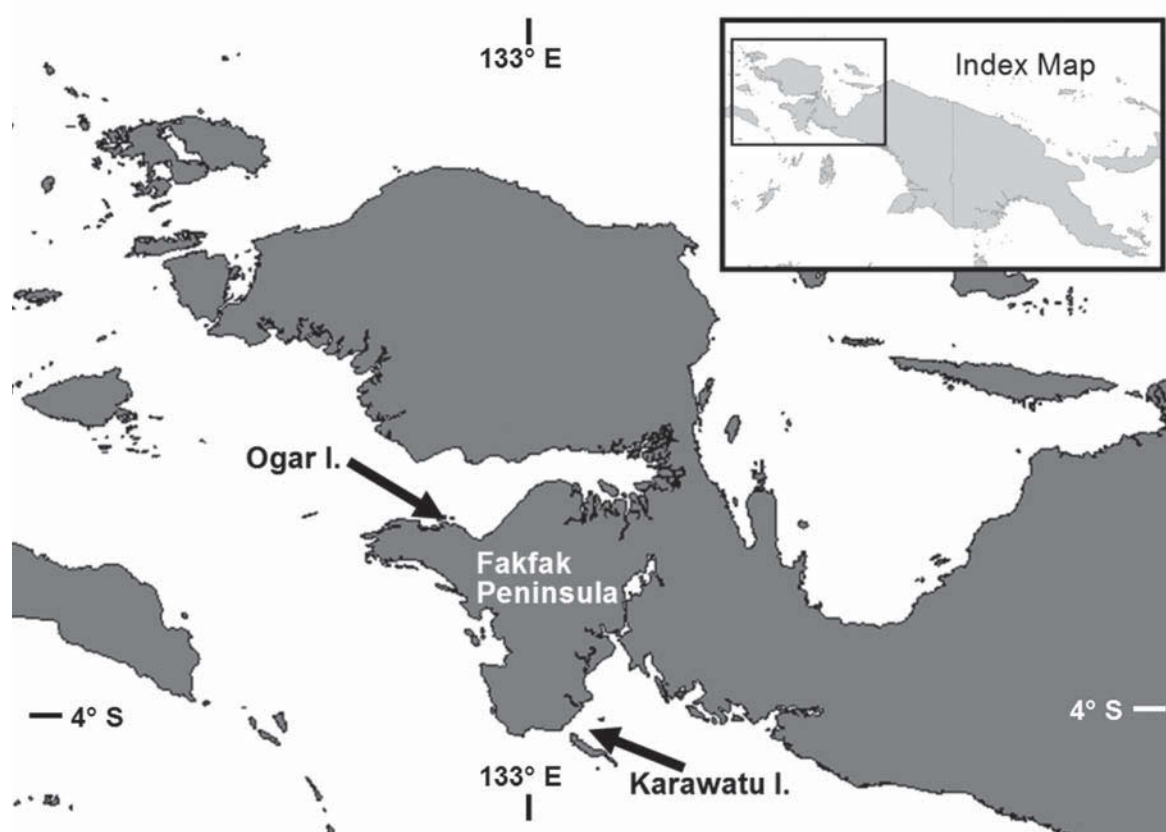 133° E
Index Map
Ogar I.
Fakfak
Peninsula
4° S
4° S
133° E
Karawatu I.